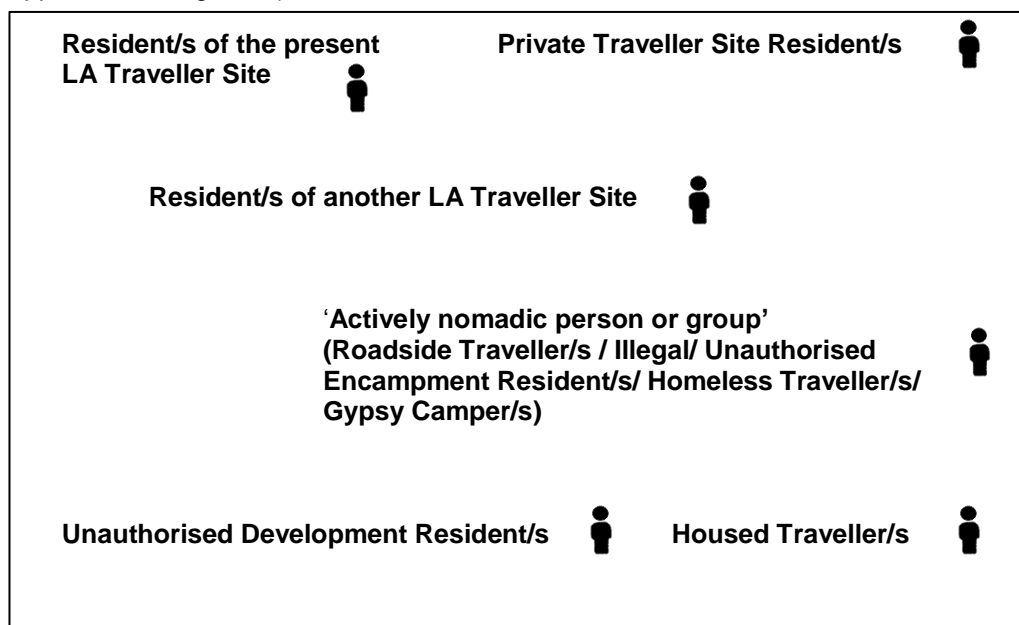 Resident/s of the present
LA Traveller Site
Private Traveller Site Resident/s
Resident/s of another LA Traveller Site
‘Actively nomadic person or group’
(Roadside Traveller/s / Illegal/ Unauthorised
Encampment Resident/s/ Homeless Traveller/s/
Gypsy Camper/s)
Unauthorised Development Resident/s
Housed Traveller/s